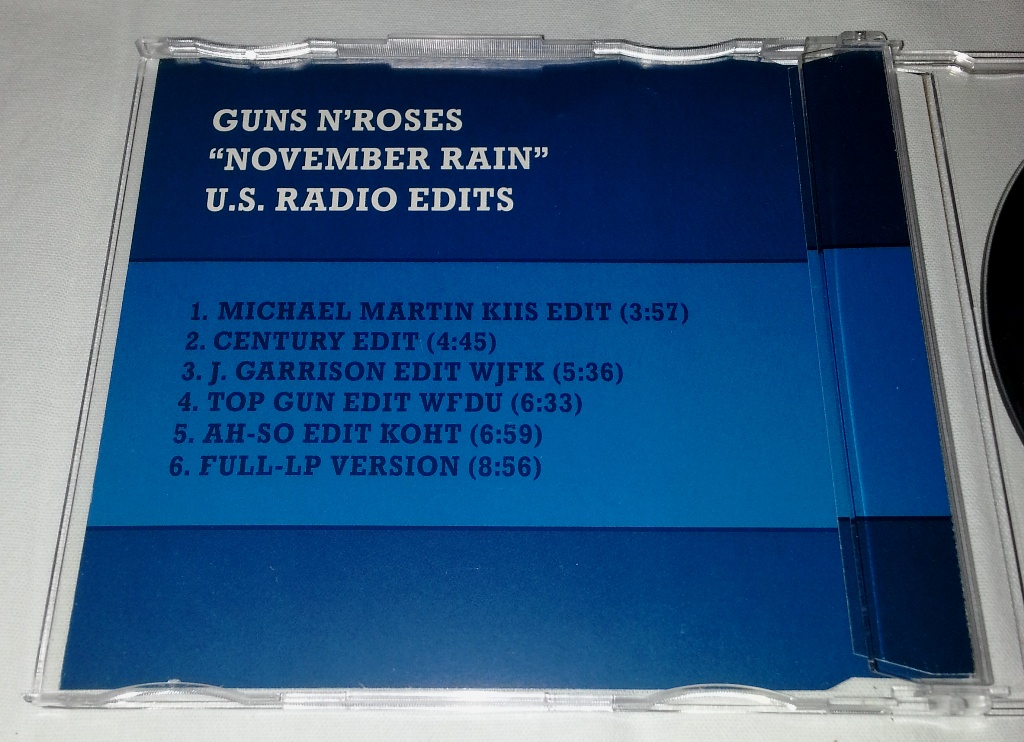 GUNS N'ROSES
“NOVEMBER RAIN”
U.S. RADIO EDITS
1. MICHAEL MARTIN KIIS EDIT (3:57)
2. CENTURY EDIT (4:45)
3. J. GARRISON EDIT WJFK (5:36)
4. TOP GUN EDIT WFDU (6:33)
5. AH-SO EDIT KOHT (6:59)
6. FULL-LP VERSION (8:56)